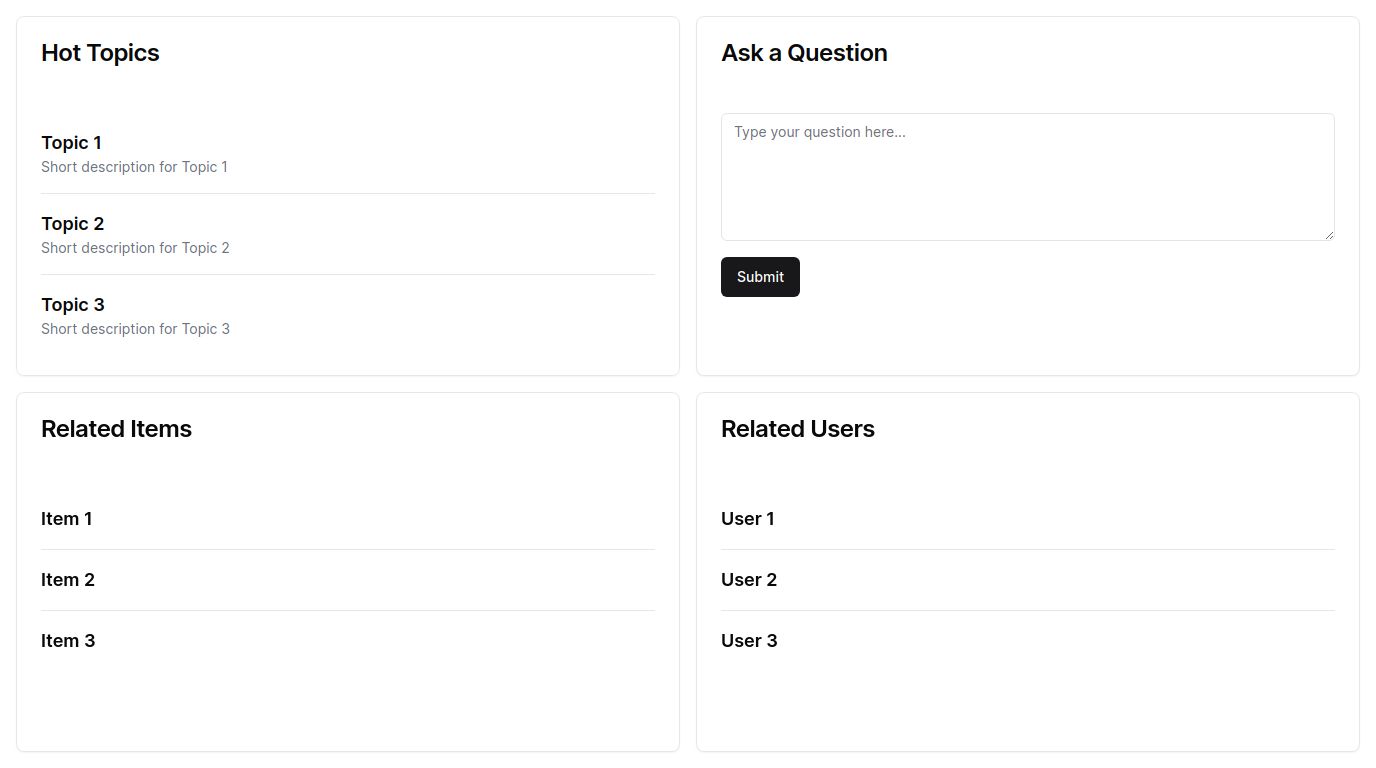 Hot Topics
Topic 1
Short description for Topic 1
Topic 2
Short description for Topic 2
Topic 3
Short description for Topic 3
Ask a Question
Type your question here...
Submit
Related Items
Item 1
Item 2
Item 3
Related Users
User 1
User 2
User 3